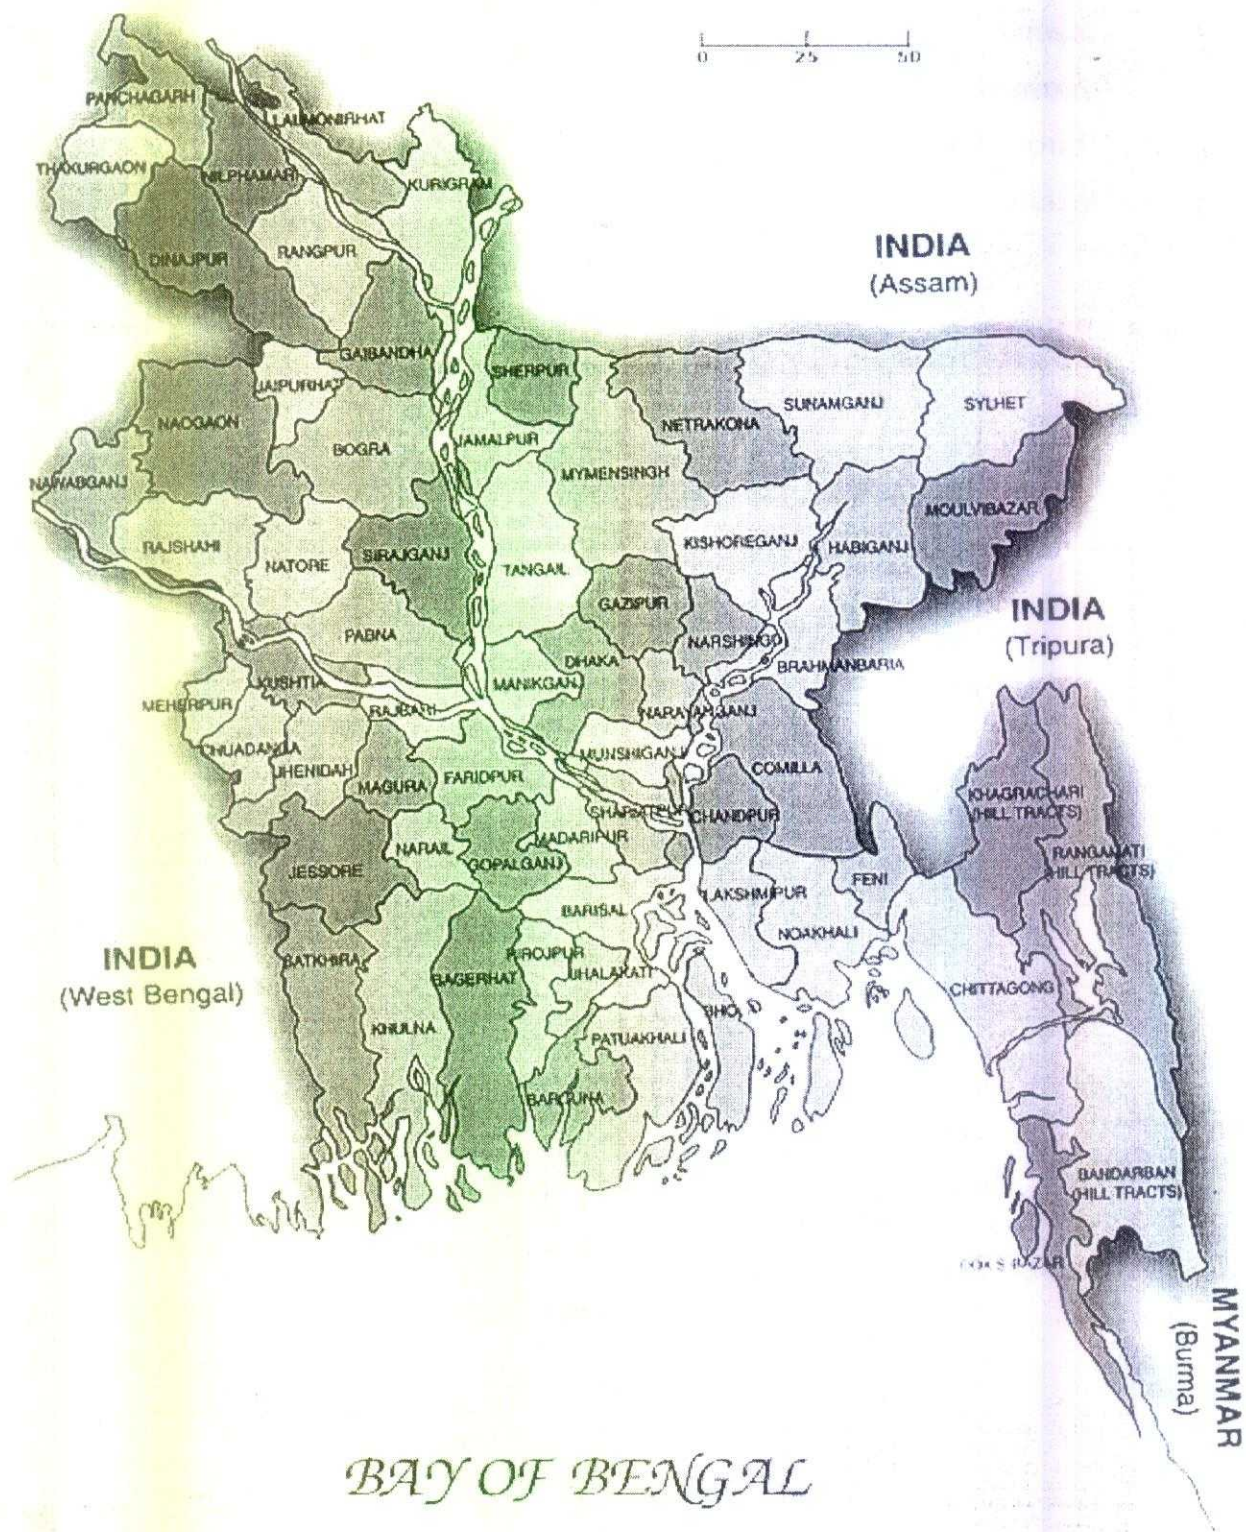 0 25 50
PANCHAGARH
LALMONIRHAT
THAKURGAON
NILPHAMARI
KURIGRAM
DINAJPUR
RANGPUR
INDIA
(Assam)
GAIBANDHA
SHERPUR
JAIPURHAT
SUNAMGANJ
SYLHET
NAOGAON
NETRAKONA
BOGRA
JAMALPUR
MYMENSINGH
NAWABGANJ
MOULVIBAZAR
RAJSHAHI
NATORE
SIRAJGANJ
TANGAIL
KISHOREGANJ
HABIGANJ
GAZIPUR
INDIA
(Tripura)
PABNA
NARSHINGDI
DHAKA
BRAHMANBARIA
KUSHTIA
MANIKGANJ
MEHERPUR
RAJBARI
NARAYANGANJ
CHUADANGA
JHENIDAH
MUNSHIGANJ
COMILLA
MAGURA
FARIDPUR
KHAGRACHARI
(HILL TRACTS)
CHANDPUR
MADARIPUR
NARAIL
GOPALGANJ
JESSORE
RANGAMATI
(HILL TRACTS)
FENI
LAKSHMIPUR
BARISAL
NOAKHALI
INDIA
(West Bengal)
SATKHIRA
PIROJPUR
JHALAKATI
BAGERHAT
CHITTAGONG
KHULNA
BHO
PATUAKHALI
BARGUNA
BANDARBAN
(HILL TRACTS)
COX'S BAZAR
MYANMAR
(Burma)
BAY OF BENGAL